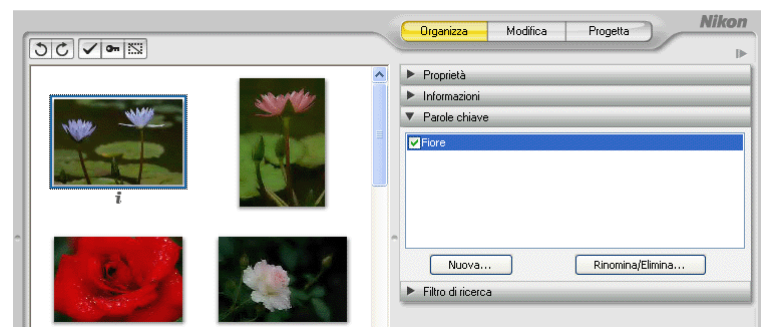 Nikon
Organizza Modifica Progetta
Proprietà
Informazioni
Parole chiave
Fiore
i
Nuova... Rinomina/Elimina...
Filtro di ricerca